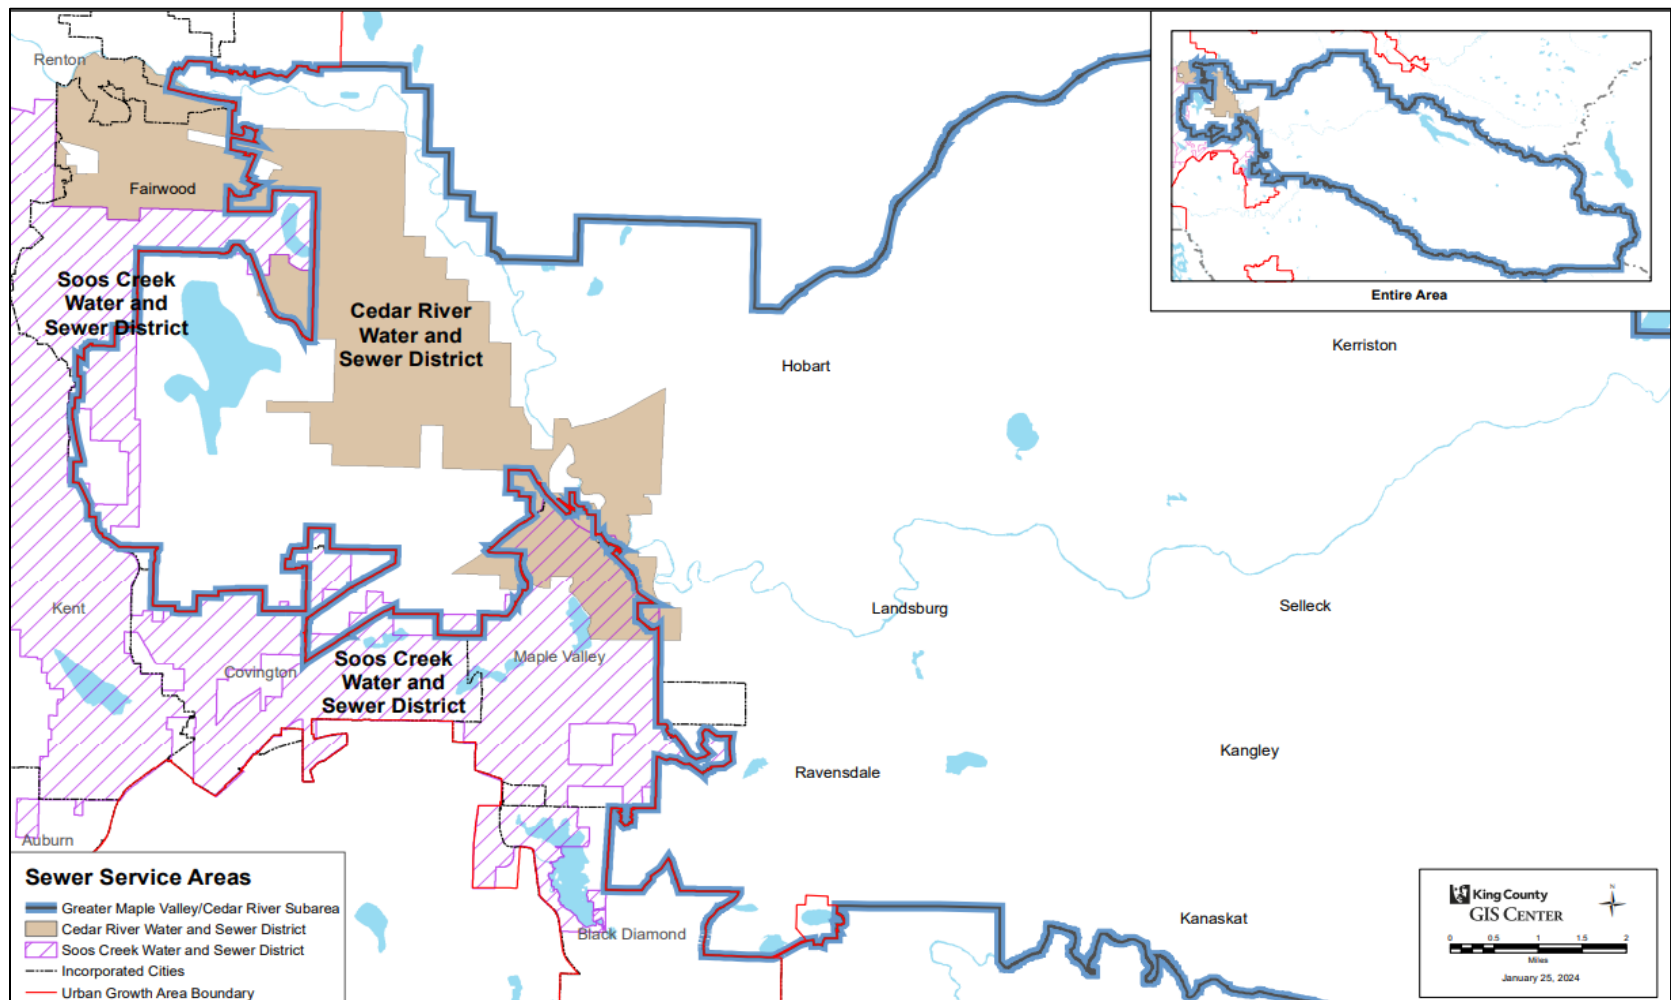 Renton
Fairwood
Soos Creek
Water and
Sewer District
Cedar River
Water and
Sewer District
Hobart
Entire Area
Kerriston
Kent
Covington
Soos Creek
Water and
Sewer District
Maple Valley
Landsburg
Selleck
Ravensdale
Kangley
Auburn
Black Diamond
Kanaskat
Sewer Service Areas
Greater Maple Valley/Cedar River Subarea
Cedar River Water and Sewer District
Soos Creek Water and Sewer District
Incorporated Cities
Urban Growth Area Boundary
King County
GIS CENTER
N
0 0.5 1 1.5 2
Miles
January 25, 2024